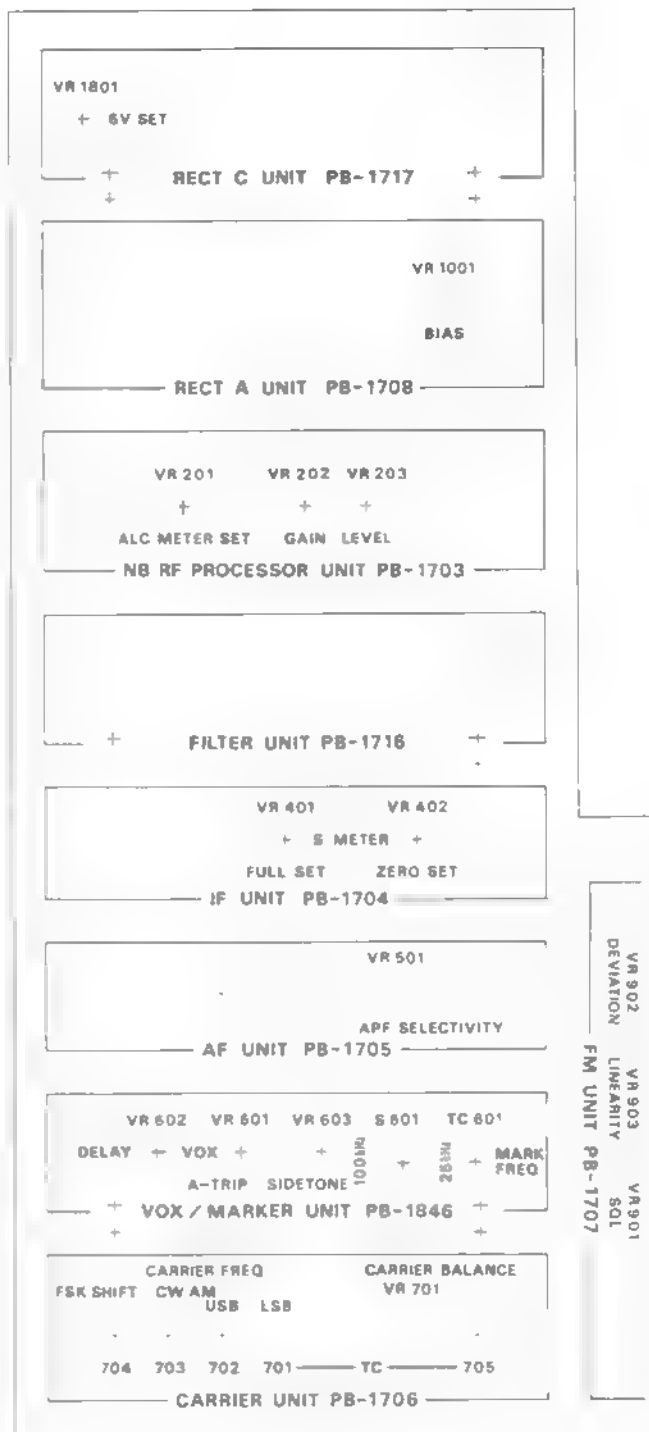 VR 1801
6V SET
RECT C UNIT PB-1717
VR 1001
BIAS
RECT A UNIT PB-1708
VR 201 VR 202 VR 203
ALC METER SET GAIN LEVEL
NB RF PROCESSOR UNIT PB-1703
FILTER UNIT PB-1716
VR 401 VR 402
S METER
FULL SET ZERO SET
IF UNIT PB-1704
VR 501
APF SELECTIVITY
AF UNIT PB-1705
VR 602 VR 601 VR 603 S 601 TC 601
DELAY VOX 100kHz 25kHz MARK
FREQ
A-TRIP SIDETONE
VOX / MARKER UNIT PB-1846
CARRIER FREQ CARRIER BALANCE
FSK SHIFT CW AM VR 701
USB LSB
704 703 702 701 TC 705
CARRIER UNIT PB-1706
VR 902 VR 903 VR 901
DEVIATION LINEARITY SQL
FM UNIT PB-1707